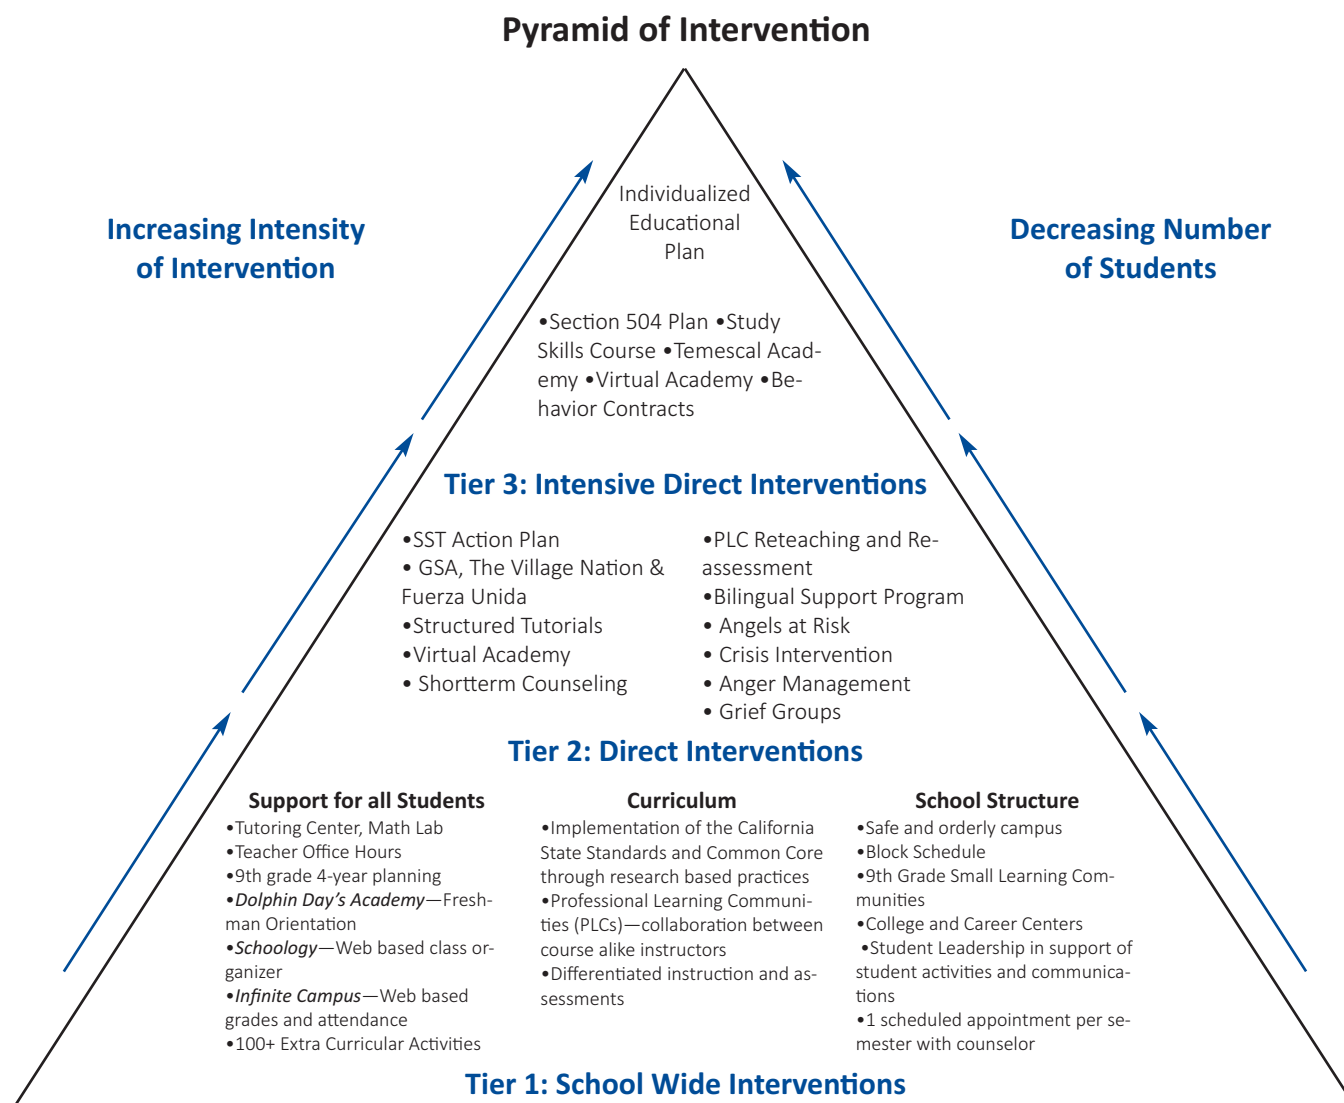 Pyramid of Intervention
Increasing Intensity
of Intervention
Decreasing Number
of Students
Individualized
Educational
Plan
•Section 504 Plan •Study
Skills Course •Temescal Acad-
emy •Virtual Academy •Be-
havior Contracts
Tier 3: Intensive Direct Interventions
•SST Action Plan
• GSA, The Village Nation &
Fuerza Unida
•Structured Tutorials
•Virtual Academy
• Shortterm Counseling
•PLC Reteaching and Re-
assessment
•Bilingual Support Program
• Angels at Risk
• Crisis Intervention
• Anger Management
• Grief Groups
Tier 2: Direct Interventions
Support for all Students
•Tutoring Center, Math Lab
•Teacher Office Hours
•9th grade 4-year planning
•Dolphin Day’s Academy—Fresh-
man Orientation
•Schoology—Web based class or-
ganizer
•Infinite Campus—Web based
grades and attendance
•100+ Extra Curricular Activities
Curriculum
•Implementation of the California
State Standards and Common Core
through research based practices
•Professional Learning Communi-
ties (PLCs)—collaboration between
course alike instructors
•Differentiated instruction and as-
sessments
School Structure
•Safe and orderly campus
•Block Schedule
•9th Grade Small Learning Com-
munities
•College and Career Centers
•Student Leadership in support of
student activities and communica-
tions
•1 scheduled appointment per se-
mester with counselor
Tier 1: School Wide Interventions